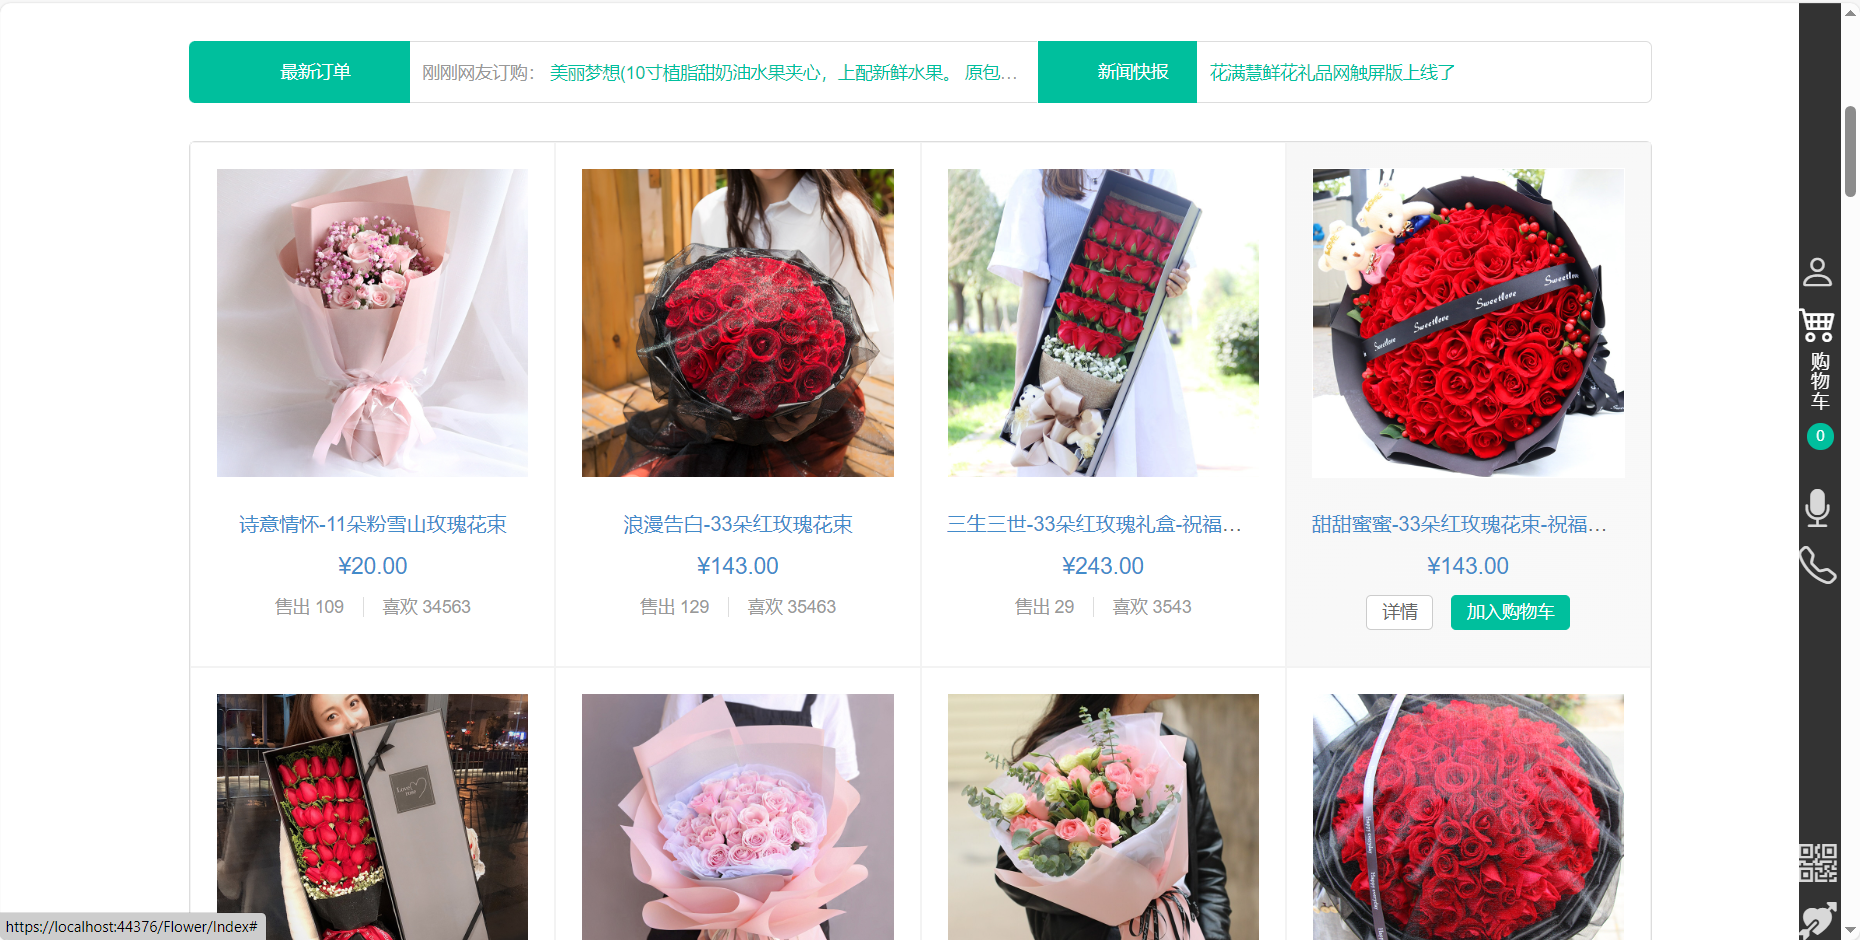 最新订单
刚刚网友订购： 美丽梦想(10寸植脂甜奶油水果夹心，上配新鲜水果。 原包...
新闻快报
花满慧鲜花礼品网触屏版上线了
诗意情怀-11朵粉雪山玫瑰花束
¥20.00
售出 109 喜欢 34563
浪漫告白-33朵红玫瑰花束
¥143.00
售出 129 喜欢 35463
三生三世-33朵红玫瑰礼盒-祝福...
¥243.00
售出 29 喜欢 3543
Sweetlove
Sweetlove
Sweetlove
甜甜蜜蜜-33朵红玫瑰花束-祝福...
¥143.00
详情 加入购物车
购物车
0
https://localhost:44376/Flower/Index#